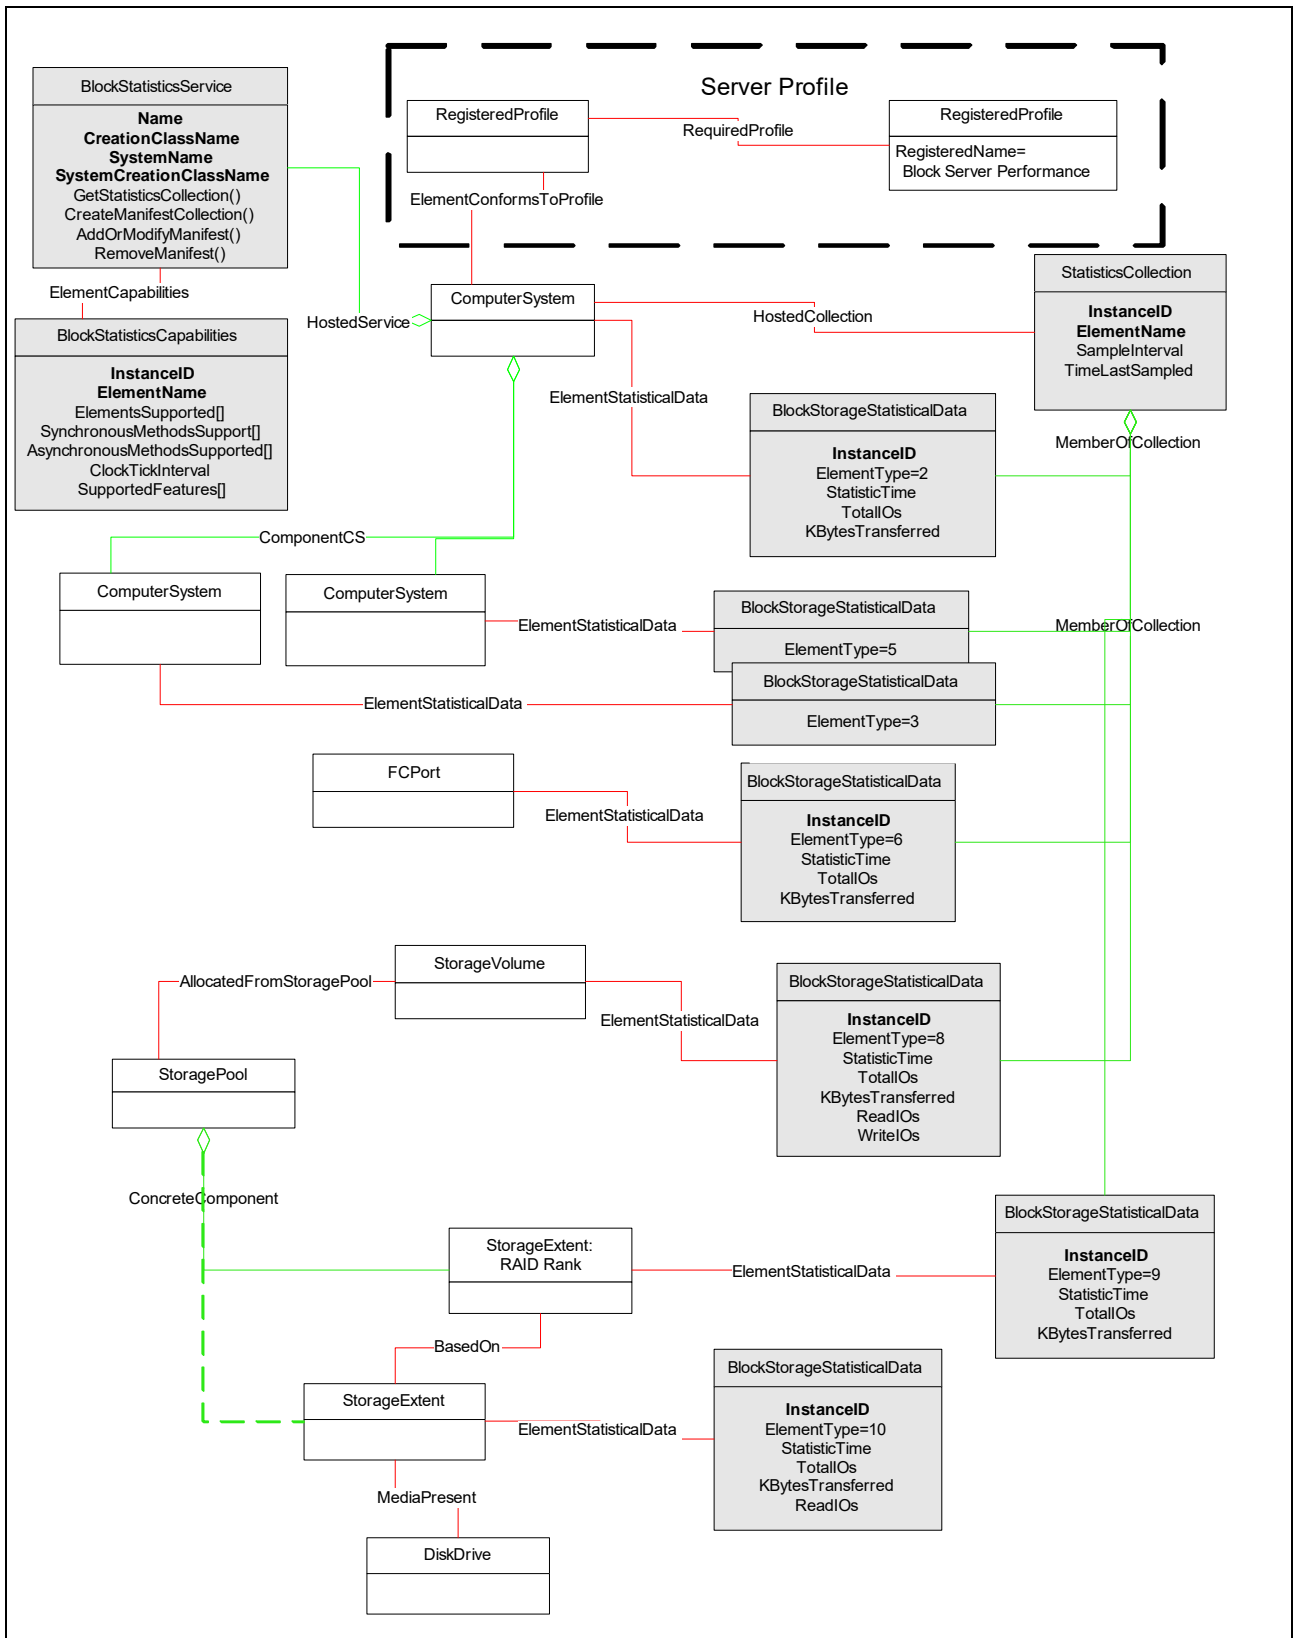 Server Profile
BlockStatisticsService
Name
CreationClassName
SystemName
SystemCreationClassName
GetStatisticsCollection()
CreateManifestCollection()
AddOrModifyManifest()
RemoveManifest()
RegisteredProfile
RequiredProfile
RegisteredProfile
RegisteredName=
Block Server Performance
ElementConformsToProfile
ElementCapabilities
BlockStatisticsCapabilities
InstanceID
ElementName
ElementsSupported[]
SynchronousMethodsSupport[]
AsynchronousMethodsSupported[]
ClockTickInterval
SupportedFeatures[]
HostedService
ComputerSystem
HostedCollection
StatisticsCollection
InstanceID
ElementName
SampleInterval
TimeLastSampled
ElementStatisticalData
BlockStorageStatisticalData
InstanceID
ElementType=2
StatisticTime
TotalIOs
KBytesTransferred
MemberOfCollection
ComponentCS
ComputerSystem
ComputerSystem
ElementStatisticalData
BlockStorageStatisticalData
ElementType=5
MemberOfCollection
ElementStatisticalData
BlockStorageStatisticalData
ElementType=3
FCPort
ElementStatisticalData
BlockStorageStatisticalData
InstanceID
ElementType=6
StatisticTime
TotalIOs
KBytesTransferred
AllocatedFromStoragePool
StorageVolume
ElementStatisticalData
BlockStorageStatisticalData
InstanceID
ElementType=8
StatisticTime
TotalIOs
KBytesTransferred
ReadIOs
WriteIOs
StoragePool
ConcreteComponent
StorageExtent:
RAID Rank
ElementStatisticalData
BlockStorageStatisticalData
InstanceID
ElementType=9
StatisticTime
TotalIOs
KBytesTransferred
BasedOn
StorageExtent
ElementStatisticalData
BlockStorageStatisticalData
InstanceID
ElementType=10
StatisticTime
TotalIOs
KBytesTransferred
ReadIOs
MediaPresent
DiskDrive